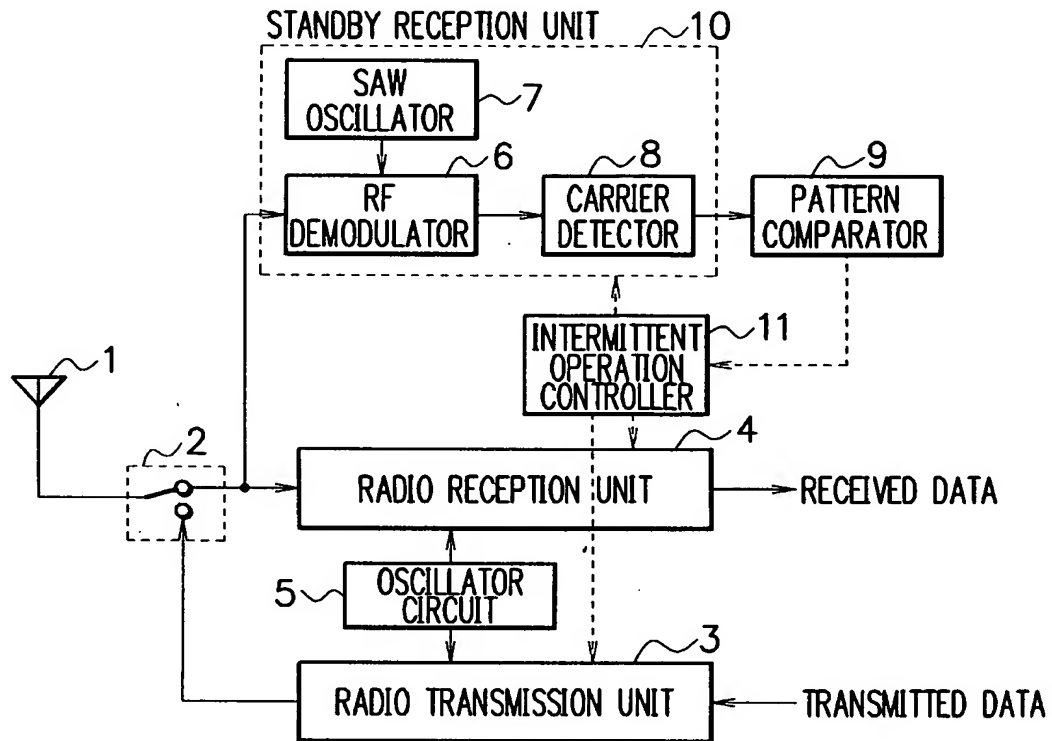 STANDBY RECEPTION UNIT
10
SAW
OSCILLATOR
7
6
RF
DEMODULATOR
8
CARRIER
DETECTOR
9
PATTERN
COMPARATOR
11
INTERMITTENT
OPERATION
CONTROLLER
1
2
4
RADIO RECEPTION UNIT
RECEIVED DATA
5
OSCILLATOR
CIRCUIT
3
RADIO TRANSMISSION UNIT
TRANSMITTED DATA